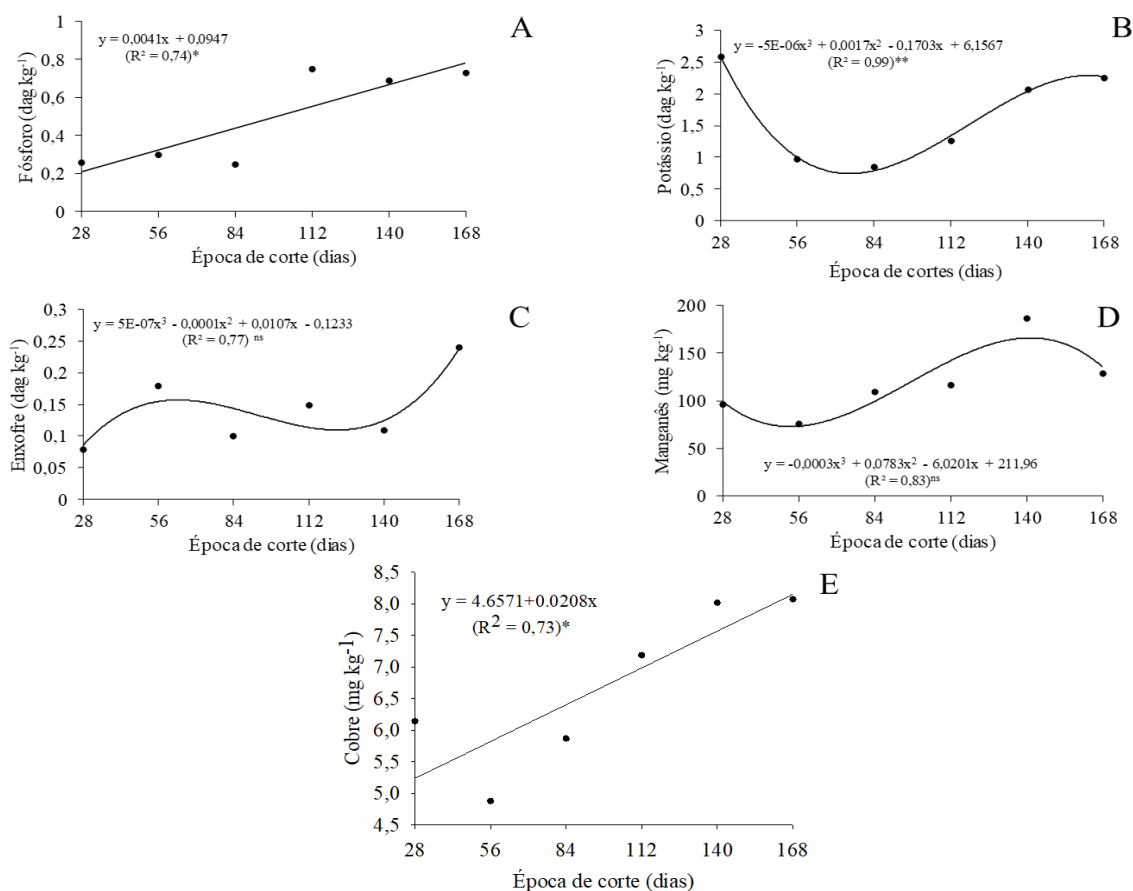 A
y = 0,0041x + 0,0947
(R² = 0,74)*
Fósforo (dag kg⁻¹)
1
0,8
0,6
0,4
0,2
0
28 56 84 112 140 168
Época de corte (dias)
B
y = -5E-06x³ + 0,0017x² - 0,1703x + 6,1567
(R² = 0,99)**
Potássio (dag kg⁻¹)
3
2,5
2
1,5
1
0,5
0
28 56 84 112 140 168
Época de cortes (dias)
C
y = 5E-07x³ - 0,0001x² + 0,0107x - 0,1233
(R² = 0,77) ⁿˢ
Enxofre (dag kg⁻¹)
0,3
0,25
0,2
0,15
0,1
0,05
0
28 56 84 112 140 168
Época de corte (dias)
D
Manganês (mg kg⁻¹)
200
150
100
50
0
y = -0,0003x³ + 0,0783x² - 6,0201x + 211,96
(R² = 0,83)ⁿˢ
28 56 84 112 140 168
Época de corte (dias)
E
y = 4.6571+0.0208x
(R² = 0,73)*
Cobre (mg kg⁻¹)
8,5
8,0
7,5
7,0
6,5
6,0
5,5
5,0
4,5
28 56 84 112 140 168
Época de corte (dias)